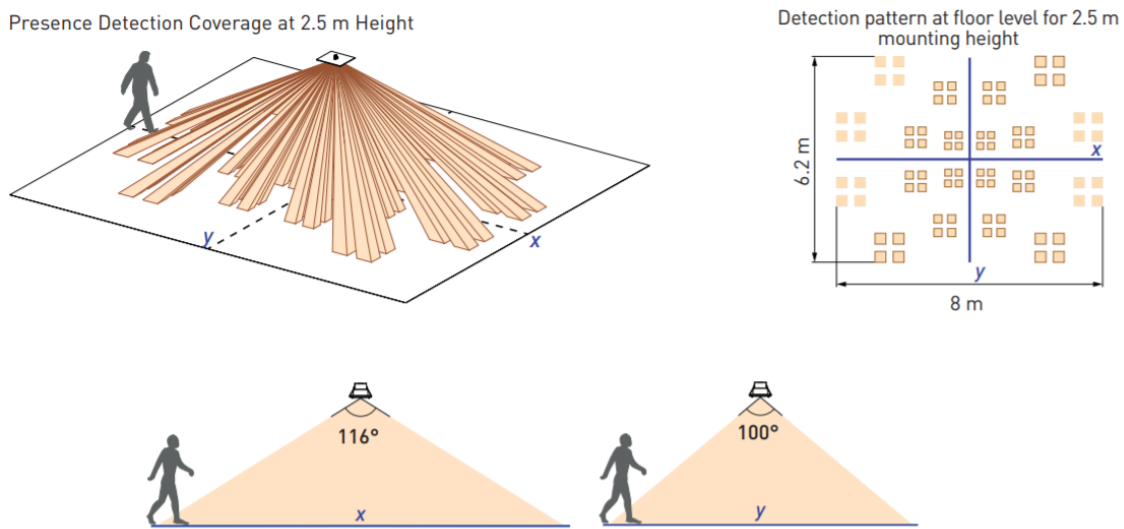 Presence Detection Coverage at 2.5 m Height
y
x
Detection pattern at floor level for 2.5 m
mounting height
6.2 m
x
y
8 m
116°
x
100°
y